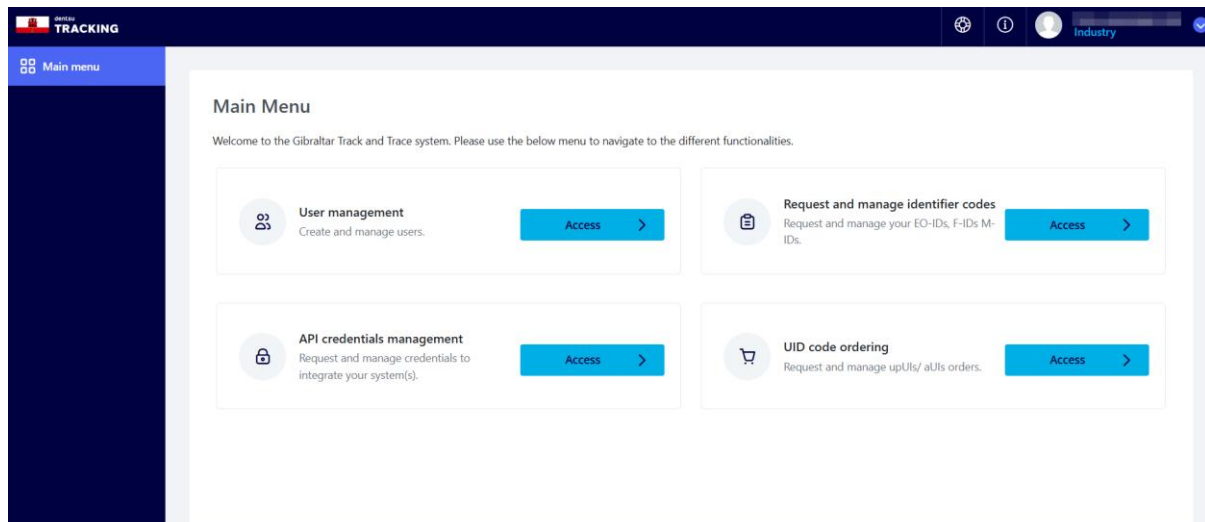 dentsu
TRACKING
Industry
Main menu
Main Menu
Welcome to the Gibraltar Track and Trace system. Please use the below menu to navigate to the different functionalities.
User management
Create and manage users.
Access
Request and manage identifier codes
Request and manage your EO-IDs, F-IDs M-
IDs.
Access
API credentials management
Request and manage credentials to
integrate your system(s).
Access
UID code ordering
Request and manage upUIs/ aUIs orders.
Access